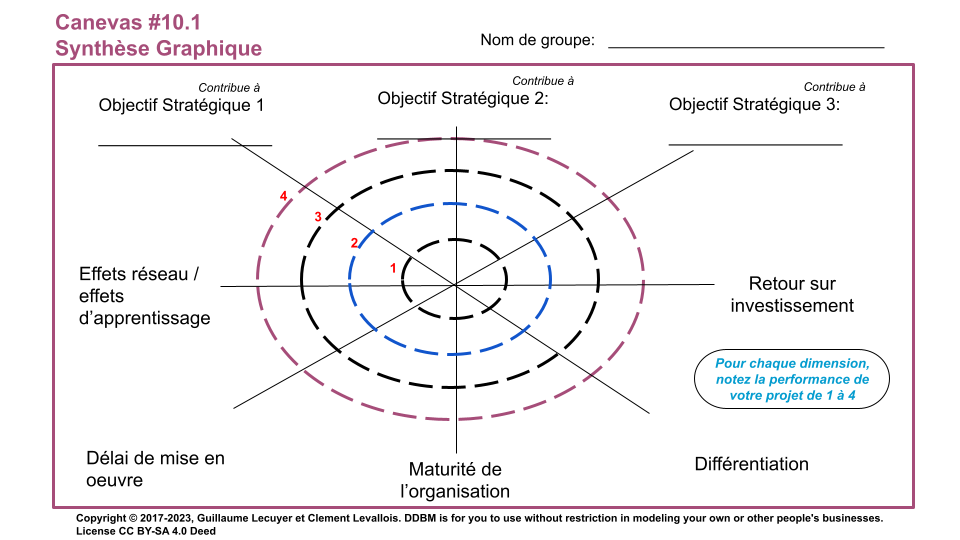 Canevas #10.1
Synthèse Graphique
Nom de groupe:
Contribue à
Objectif Stratégique 1
Contribue à
Objectif Stratégique 2:
Contribue à
Objectif Stratégique 3:
4
3
2
1
Effets réseau /
effets
d’apprentissage
Retour sur
investissement
Pour chaque dimension,
notez la performance de
votre projet de 1 à 4
Délai de mise en
oeuvre
Maturité de
l’organisation
Différentiation
Copyright © 2017-2023, Guillaume Lecuyer et Clement Levallois. DDBM is for you to use without restriction in modeling your own or other people's businesses.
License CC BY-SA 4.0 Deed